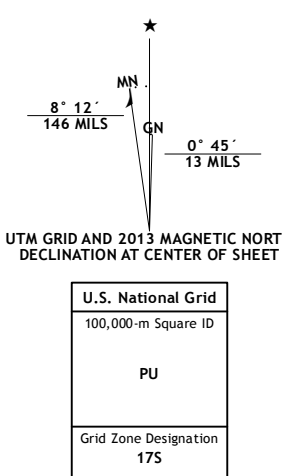 ★
MN
8° 12´
146 MILS
GN
0° 45´
13 MILS
UTM GRID AND 2013 MAGNETIC NORT
DECLINATION AT CENTER OF SHEET
U.S. National Grid
100,000-m Square ID
PU
Grid Zone Designation
17S